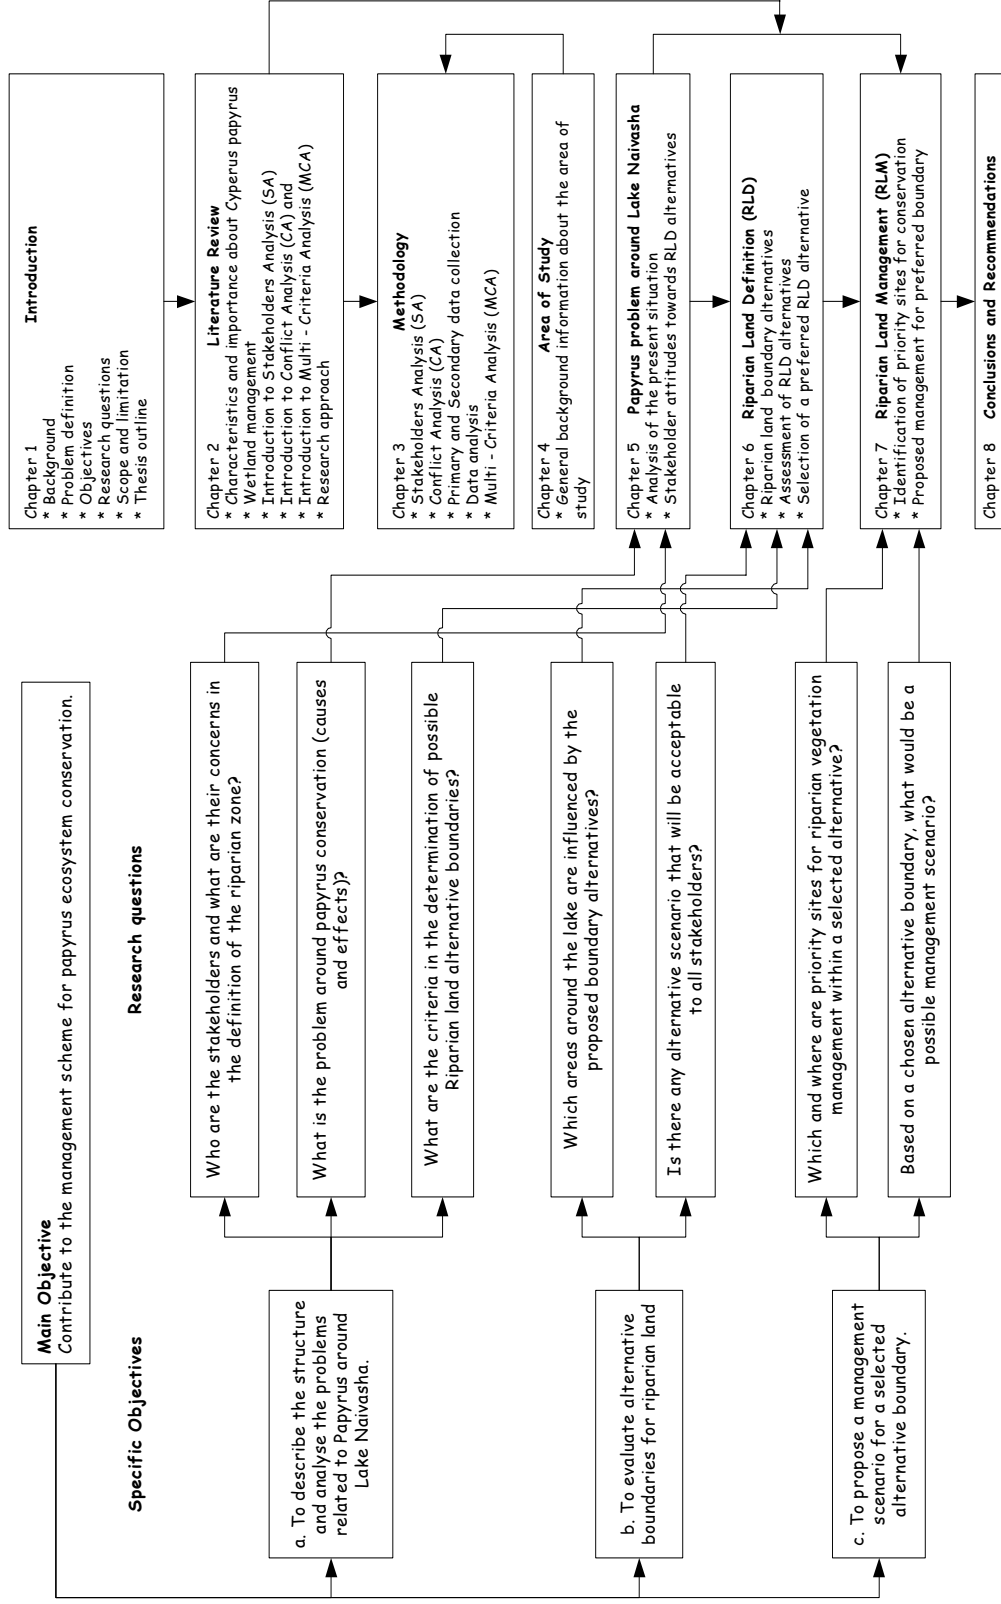 Main Objective
Contribute to the management scheme for papyrus ecosystem conservation.
Specific Objectives
Research questions
a. To describe the structure
and analyse the problems
related to Papyrus around
Lake Naivasha.
b. To evaluate alternative
boundaries for riparian land
c. To propose a management
scenario for a selected
alternative boundary.
Who are the stakeholders and what are their concerns in
the definition of the riparian zone?
What is the problem around papyrus conservation (causes
and effects)?
What are the criteria in the determination of possible
Riparian land alternative boundaries?
Which areas around the lake are influenced by the
proposed boundary alternatives?
Is there any alternative scenario that will be acceptable
to all stakeholders?
Which and where are priority sites for riparian vegetation
management within a selected alternative?
Based on a chosen alternative boundary, what would be a
possible management scenario?
Chapter 1 Introduction
* Background
* Problem definition
* Objectives
* Research questions
* Scope and limitation
* Thesis outline
Chapter 2 Literature Review
* Characteristics and importance about Cyperus papyrus
* Wetland management
* Introduction to Stakeholders Analysis (SA)
* Introduction to Conflict Analysis (CA) and
* Introduction to Multi - Criteria Analysis (MCA)
* Research approach
Chapter 3 Methodology
* Stakeholders Analysis (SA)
* Conflict Analysis (CA)
* Primary and Secondary data collection
* Data analysis
* Multi - Criteria Analysis (MCA)
Chapter 4 Area of Study
* General background information about the area of
study
Chapter 5 Papyrus problem around Lake Naivasha
* Analysis of the present situation
* Stakeholder attitudes towards RLD alternatives
Chapter 6 Riparian Land Definition (RLD)
* Riparian land boundary alternatives
* Assessment of RLD alternatives
* Selection of a preferred RLD alternative
Chapter 7 Riparian Land Management (RLM)
* Identification of priority sites for conservation
* Proposed management for preferred boundary
Chapter 8 Conclusions and Recommendations